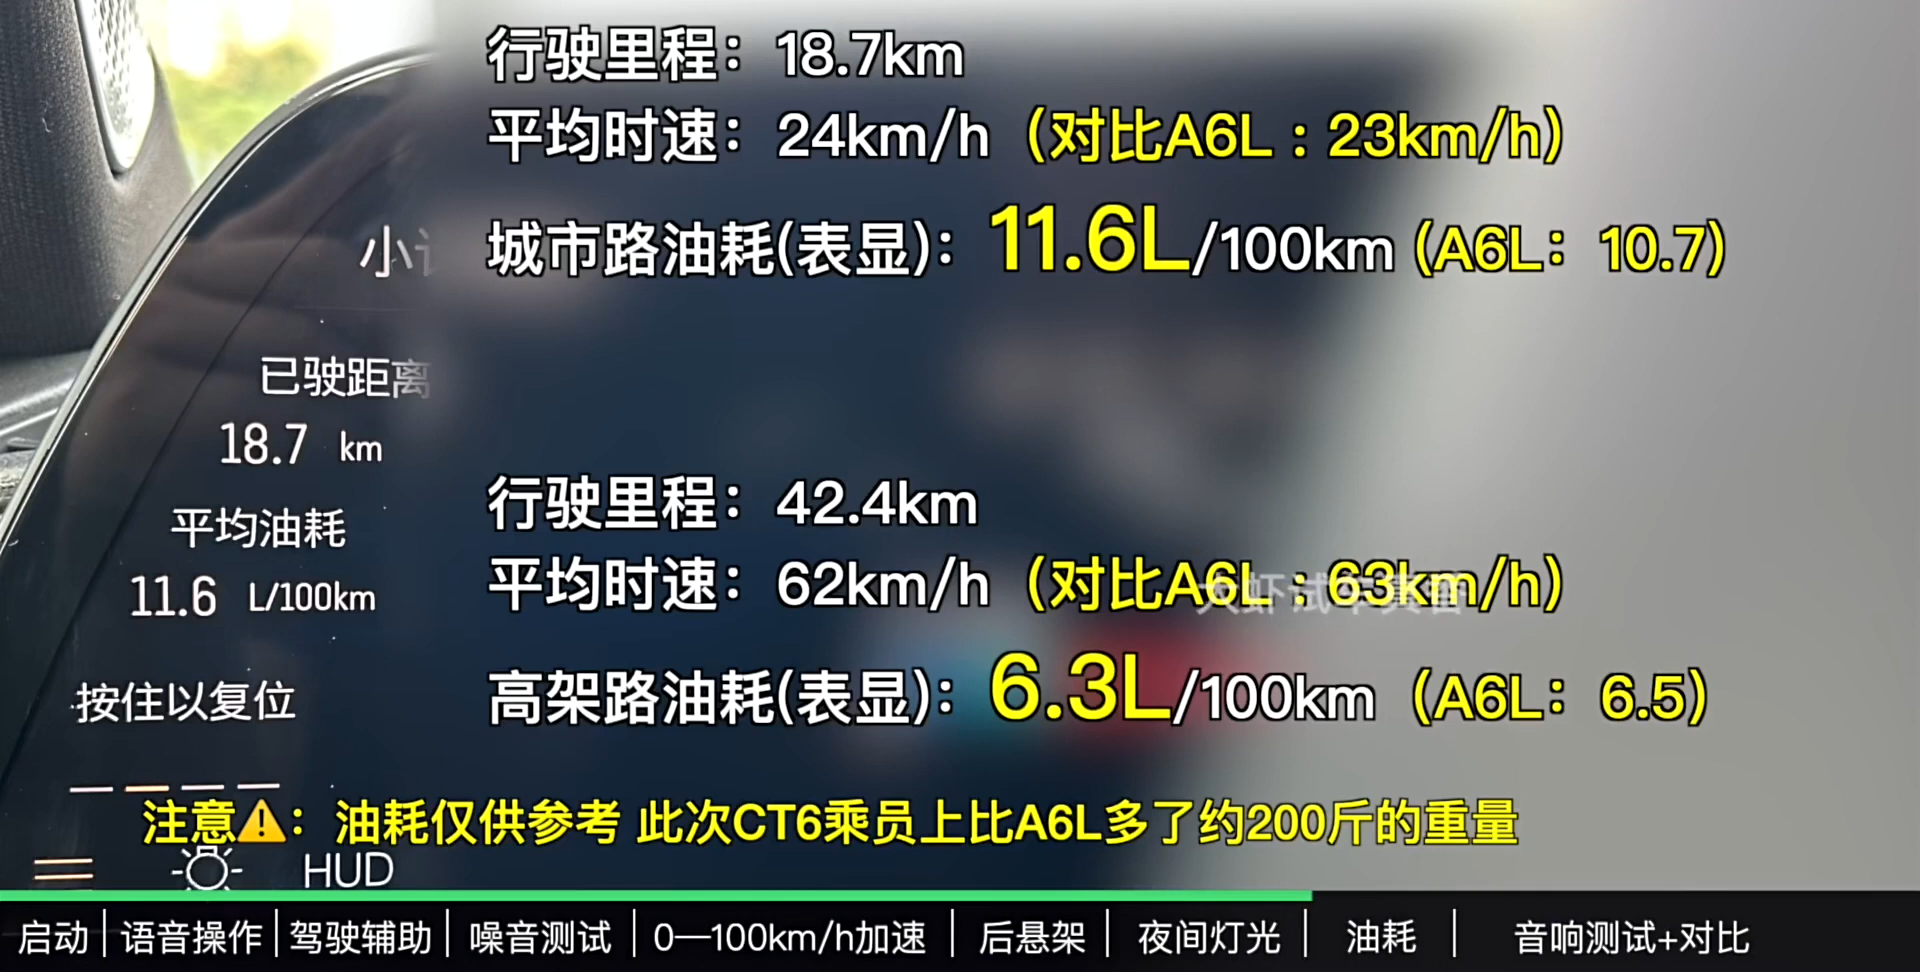 行驶里程：18.7km
平均时速：24km/h（对比A6L：23km/h）
城市路油耗(表显)：11.6L/100km（A6L：10.7）
小
已驶距离
18.7 km
平均油耗
11.6 L/100km
按住以复位
行驶里程：42.4km
平均时速：62km/h（对比A6L：63km/h）
高架路油耗(表显)：6.3L/100km（A6L：6.5）
注意⚠️：油耗仅供参考 此次CT6乘员上比A6L多了约200斤的重量
HUD
启动|语音操作|驾驶辅助|噪音测试|0—100km/h加速|后悬架|夜间灯光|油耗|音响测试+对比